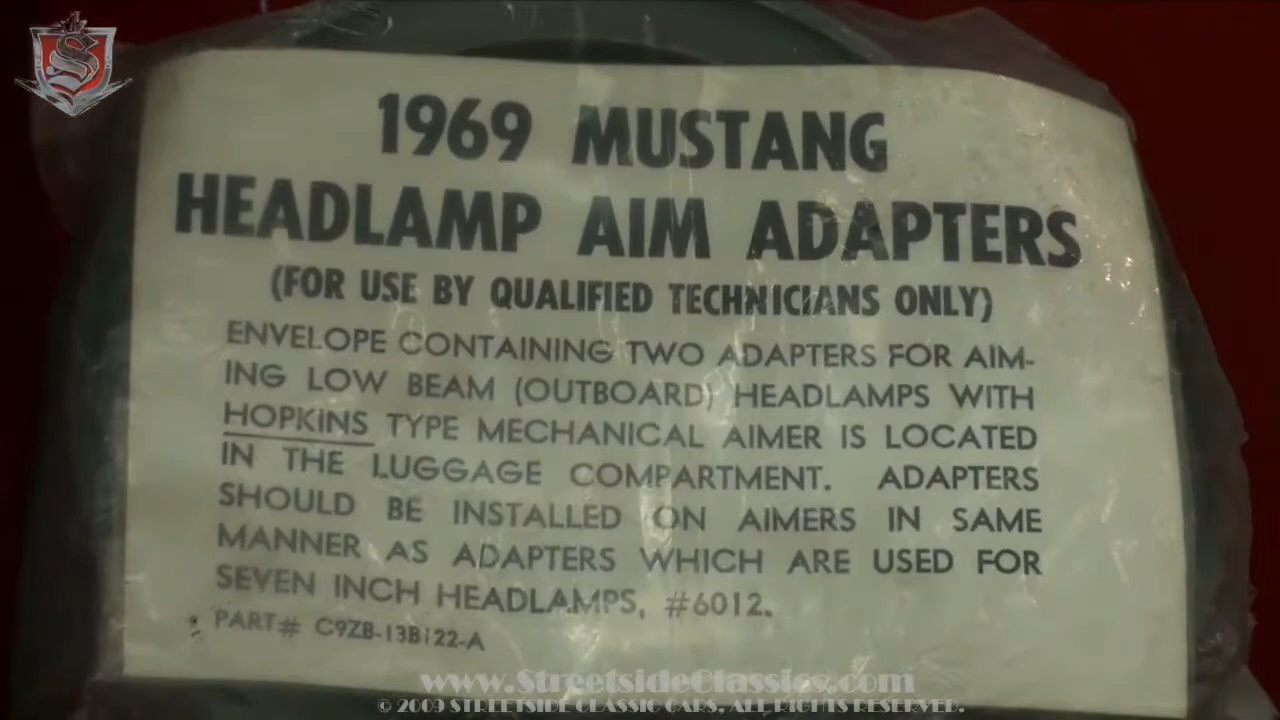 S
1969 MUSTANG
HEADLAMP AIM ADAPTERS
(FOR USE BY QUALIFIED TECHNICIANS ONLY)
ENVELOPE CONTAINING TWO ADAPTERS FOR AIM-
ING LOW BEAM (OUTBOARD) HEADLAMPS WITH
HOPKINS TYPE MECHANICAL AIMER IS LOCATED
IN THE LUGGAGE COMPARTMENT. ADAPTERS
SHOULD BE INSTALLED ON AIMERS IN SAME
MANNER AS ADAPTERS WHICH ARE USED FOR
SEVEN INCH HEADLAMPS, #6012.
PART# C9ZB-13B122-A
www.StreetsideClassics.com
© 2009 STREETSIDE CLASSIC CARS, ALL RIGHTS RESERVED.